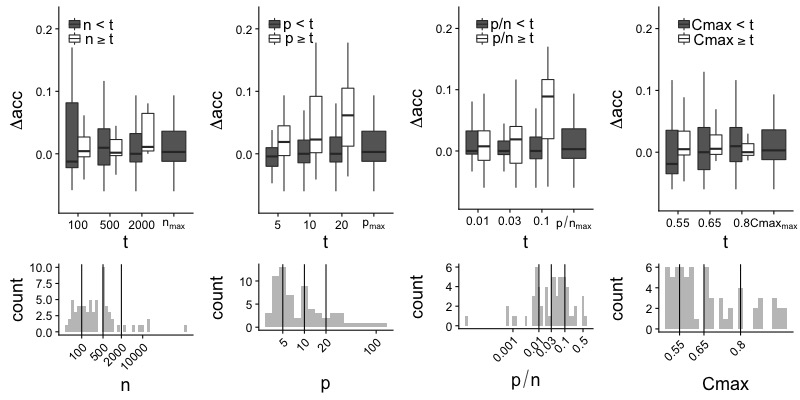 n < t
n ≥ t
0.2
0.1
0.0
Δacc
100 500 2000 nmax
t
p < t
p ≥ t
0.2
0.1
0.0
Δacc
5 10 20 pmax
t
p/n < t
p/n ≥ t
0.2
0.1
0.0
Δacc
0.01 0.03 0.1 p/nmax
t
Cmax < t
Cmax ≥ t
0.2
0.1
0.0
Δacc
0.55 0.65 0.8 Cmaxmax
t
10.0
7.5
5.0
2.5
0.0
count
100 500 2000 10000
n
10
5
0
count
5 10 20 100
p
6
4
2
0
count
0.001 0.01 0.03 0.1 0.5
p/n
6
4
2
0
count
0.55 0.65 0.8
Cmax